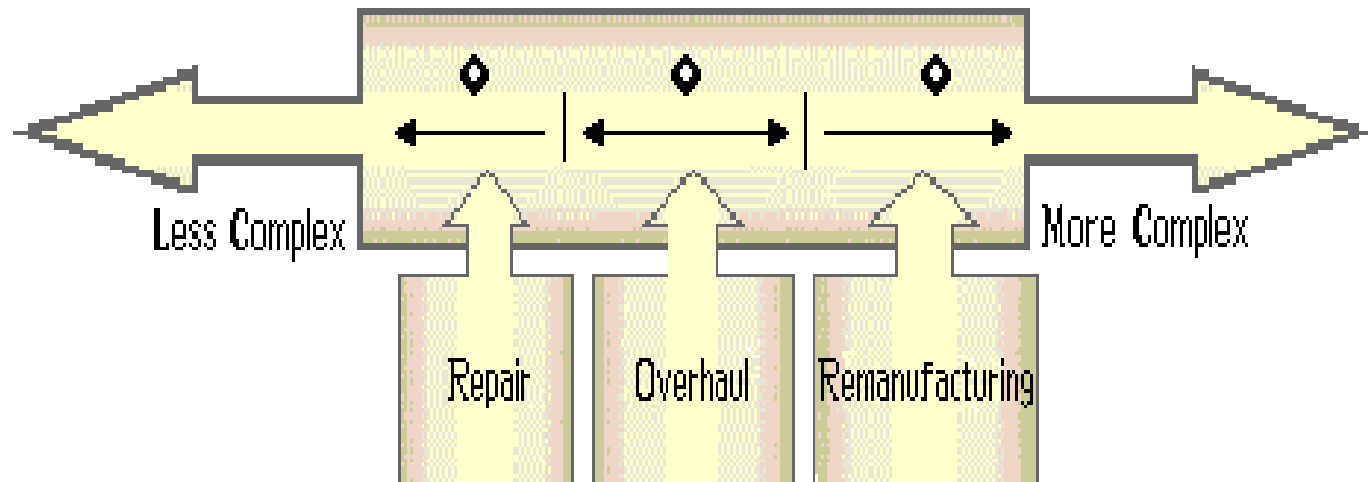 Less Complex
More Complex
Repair
Overhaul
Remanufacturing